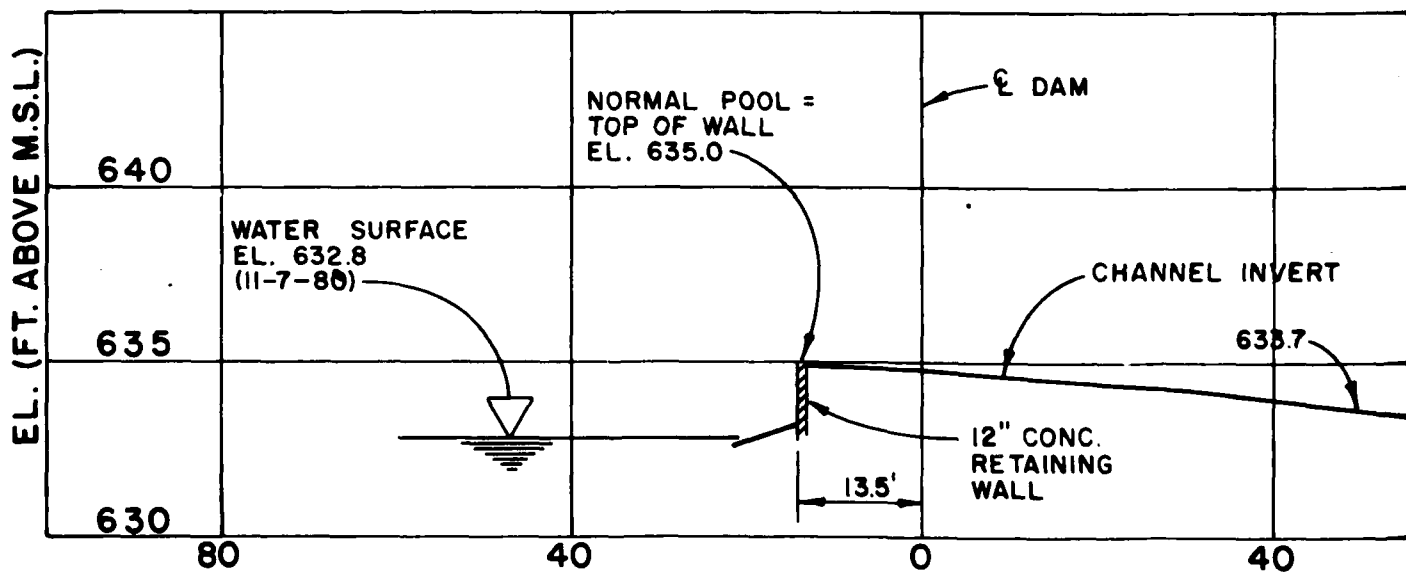 EL. (FT. ABOVE M.S.L.)
℄ DAM
NORMAL POOL =
TOP OF WALL
EL. 635.0
640
WATER SURFACE
EL. 632.8
(11-7-80)
CHANNEL INVERT
635
633.7
12" CONC.
RETAINING
WALL
13.5'
630
80
40
0
40